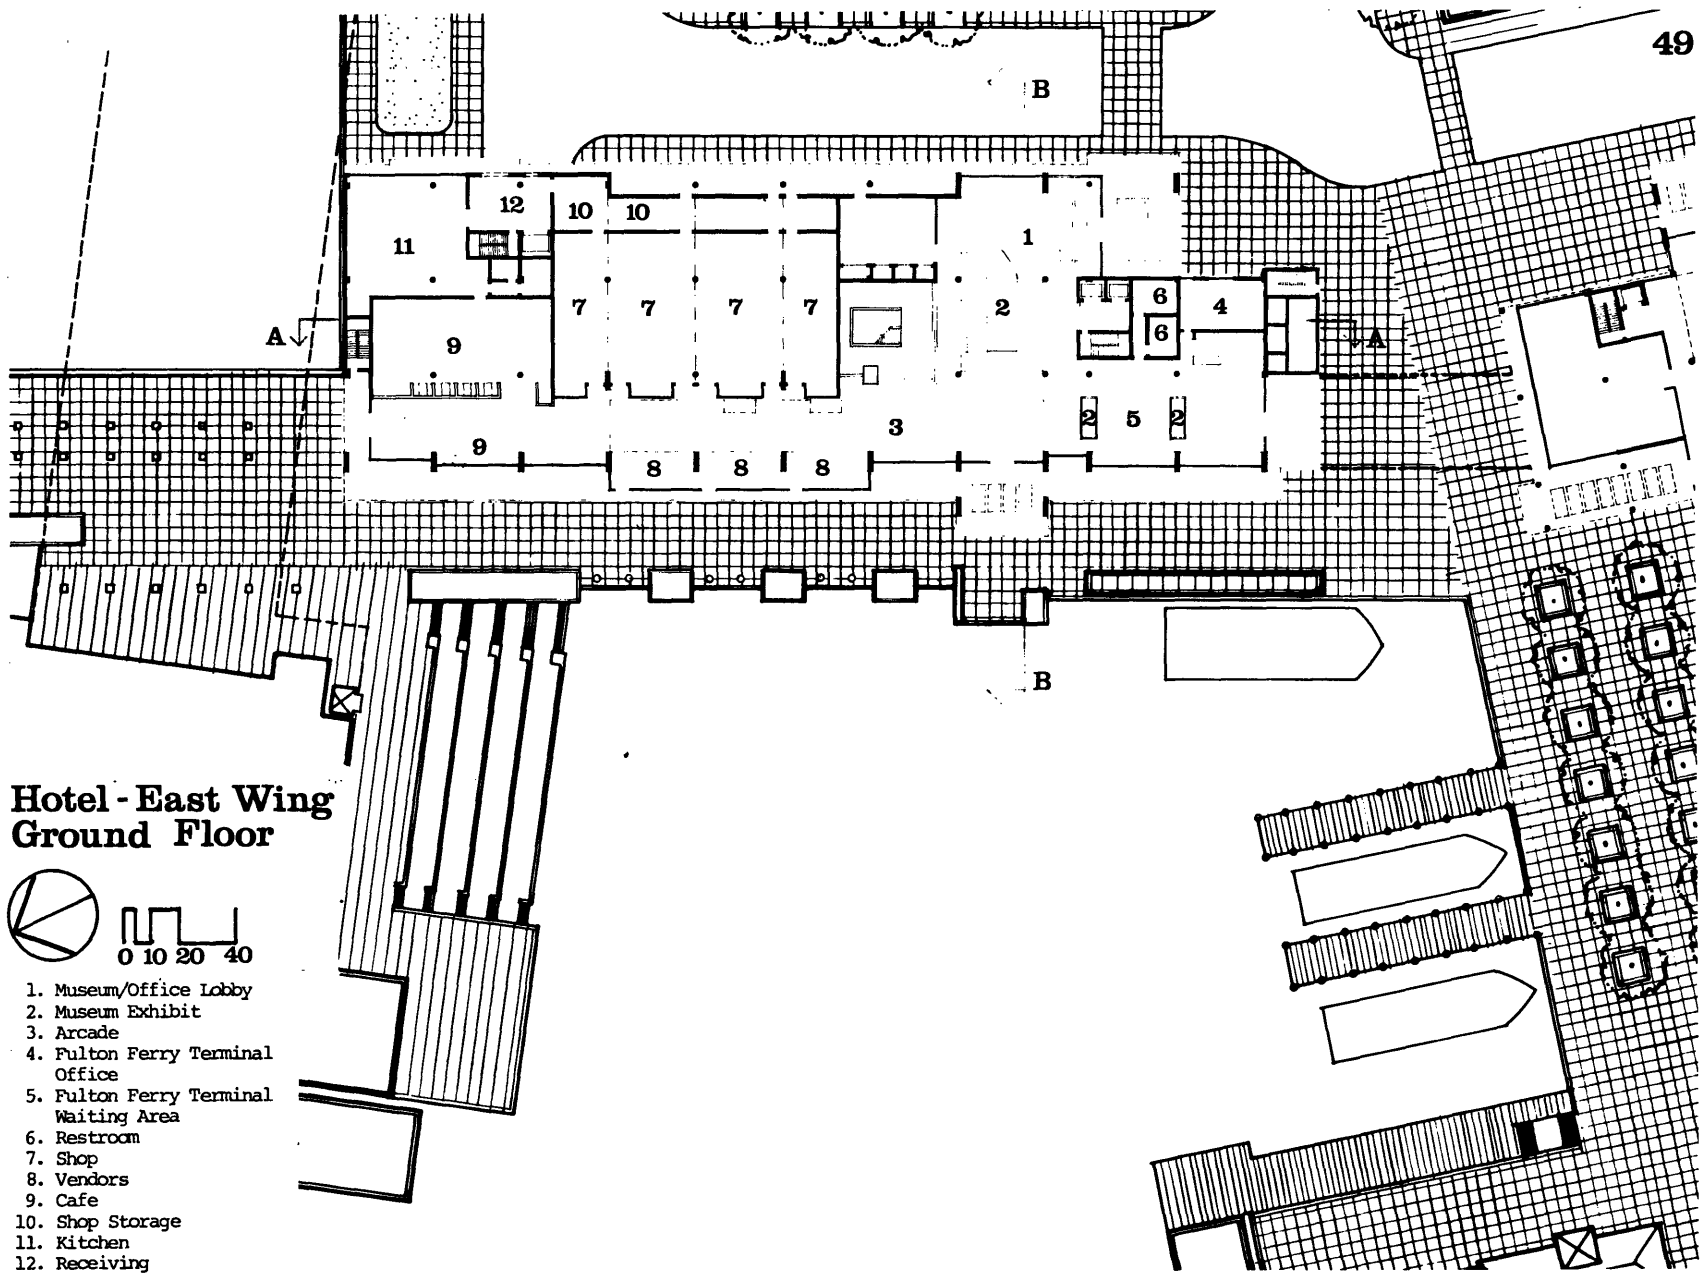 49
B
12
10
10
11
1
7
7
7
7
2
6
4
6
A
9
A
2
5
2
3
9
8
8
8
B
Hotel - East Wing
Ground Floor
0 10 20 40
1. Museum/Office Lobby
2. Museum Exhibit
3. Arcade
4. Fulton Ferry Terminal
Office
5. Fulton Ferry Terminal
Waiting Area
6. Restroom
7. Shop
8. Vendors
9. Cafe
10. Shop Storage
11. Kitchen
12. Receiving